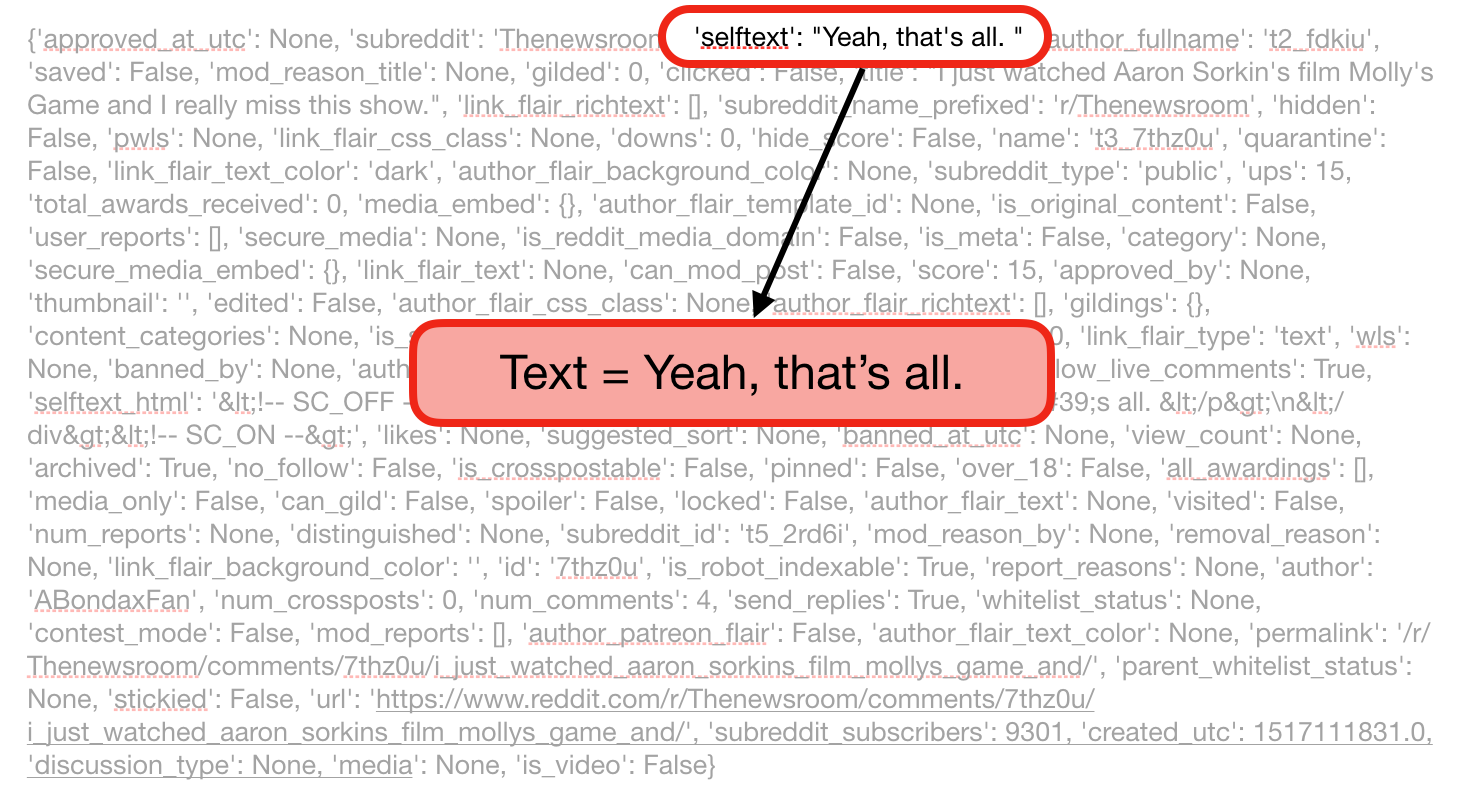 {'approved_at_utc': None, 'subreddit': 'Thenewsroom 'selftext': "Yeah, that's all. " author_fullname': 't2_fdkiu',
'saved': False, 'mod_reason_title': None, 'gilded': 0, 'clicked': False, 'title': "I just watched Aaron Sorkin's film Molly's
Game and I really miss this show.", 'link_flair_richtext': [], 'subreddit_name_prefixed': 'r/Thenewsroom', 'hidden':
False, 'pwls': None, 'link_flair_css_class': None, 'downs': 0, 'hide_score': False, 'name': 't3_7thz0u', 'quarantine':
False, 'link_flair_text_color': 'dark', 'author_flair_background_color': None, 'subreddit_type': 'public', 'ups': 15,
'total_awards_received': 0, 'media_embed': {}, 'author_flair_template_id': None, 'is_original_content': False,
'user_reports': [], 'secure_media': None, 'is_reddit_media_domain': False, 'is_meta': False, 'category': None,
'secure_media_embed': {}, 'link_flair_text': None, 'can_mod_post': False, 'score': 15, 'approved_by': None,
'thumbnail': '', 'edited': False, 'author_flair_css_class': None, 'author_flair_richtext': [], 'gildings': {},
'content_categories': None, 'is_s 0, 'link_flair_type': 'text', 'wls':
Text = Yeah, that’s all.
None, 'banned_by': None, 'auth low_live_comments': True,
'selftext_html': '&lt;!-- SC_OFF - #39;s all. &lt;/p&gt;\n&lt;/
div&gt;&lt;!-- SC_ON --&gt;', 'likes': None, 'suggested_sort': None, 'banned_at_utc': None, 'view_count': None,
'archived': True, 'no_follow': False, 'is_crosspostable': False, 'pinned': False, 'over_18': False, 'all_awardings': [],
'media_only': False, 'can_gild': False, 'spoiler': False, 'locked': False, 'author_flair_text': None, 'visited': False,
'num_reports': None, 'distinguished': None, 'subreddit_id': 't5_2rd6i', 'mod_reason_by': None, 'removal_reason':
None, 'link_flair_background_color': '', 'id': '7thz0u', 'is_robot_indexable': True, 'report_reasons': None, 'author':
'ABondaxFan', 'num_crossposts': 0, 'num_comments': 4, 'send_replies': True, 'whitelist_status': None,
'contest_mode': False, 'mod_reports': [], 'author_patreon_flair': False, 'author_flair_text_color': None, 'permalink': '/r/
Thenewsroom/comments/7thz0u/i_just_watched_aaron_sorkins_film_mollys_game_and/', 'parent_whitelist_status':
None, 'stickied': False, 'url': 'https://www.reddit.com/r/Thenewsroom/comments/7thz0u/
i_just_watched_aaron_sorkins_film_mollys_game_and/', 'subreddit_subscribers': 9301, 'created_utc': 1517111831.0,
'discussion_type': None, 'media': None, 'is_video': False}